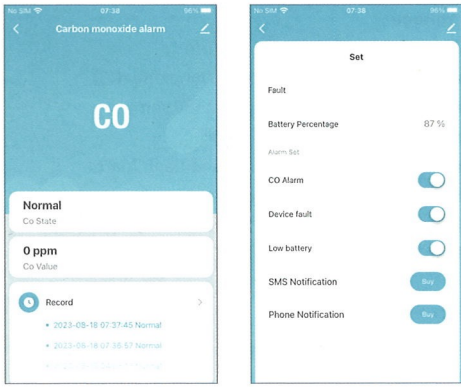 No SIM 07:38 96%
Carbon monoxide alarm
CO
Normal
Co State
0 ppm
Co Value
Record
2023-08-18 07:37:45 Normal
2023-08-18 07:36:57 Normal
No SIM 07:38 96%
Set
Fault
Battery Percentage 87 %
Alarm Set
CO Alarm
Device fault
Low battery
SMS Notification Buy
Phone Notification Buy